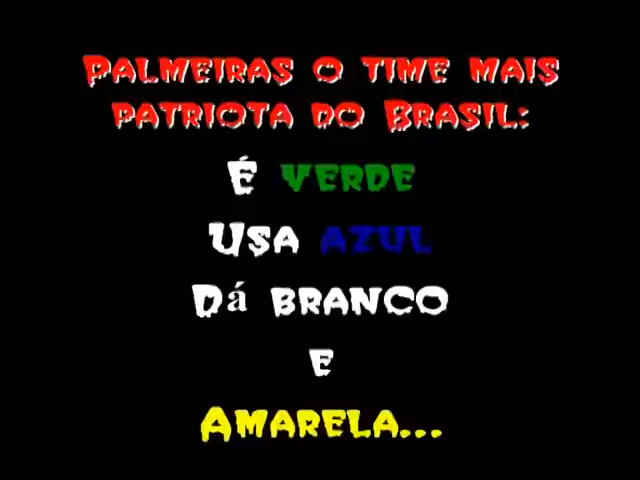 Palmeiras o time mais
patriota do Brasil:
É verde
Usa azul
Dá branco
e
Amarela...